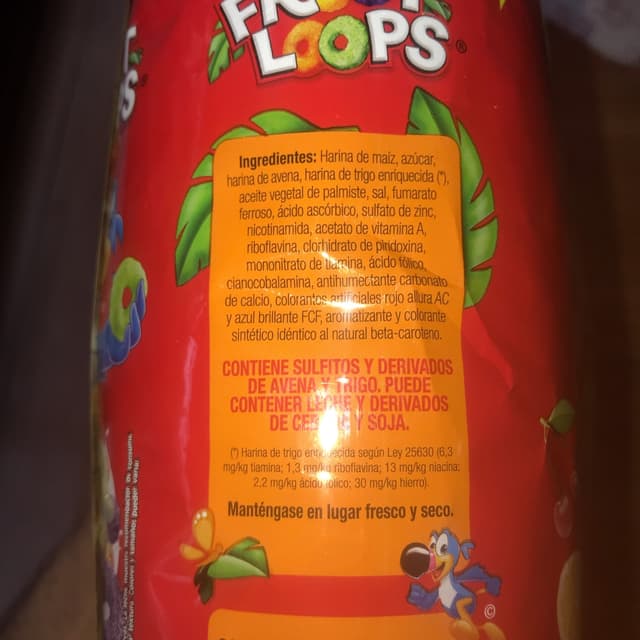 FROOT
LOOPS®
Ingredientes: Harina de maíz, azúcar,
harina de avena, harina de trigo enriquecida (*),
aceite vegetal de palmiste, sal, fumarato
ferroso, ácido ascórbico, sulfato de zinc,
nicotinamida, acetato de vitamina A,
riboflavina, clorhidrato de piridoxina,
mononitrato de tiamina, ácido fólico,
cianocobalamina, antihumectante carbonato
de calcio, colorantes artificiales rojo allura AC
y azul brillante FCF, aromatizante y colorante
sintético idéntico al natural beta-caroteno.
CONTIENE SULFITOS Y DERIVADOS
DE AVENA Y TRIGO. PUEDE
CONTENER LECHE Y DERIVADOS
DE Y SOJA.
(*) Harina de trigo enriquecida según Ley 25630 (6,3
mg/kg tiamina; 1,3 mg/kg riboflavina; 13 mg/kg niacina;
2,2 mg/kg ácido fólico; 30 mg/kg hierro).
Manténgase en lugar fresco y seco.
©